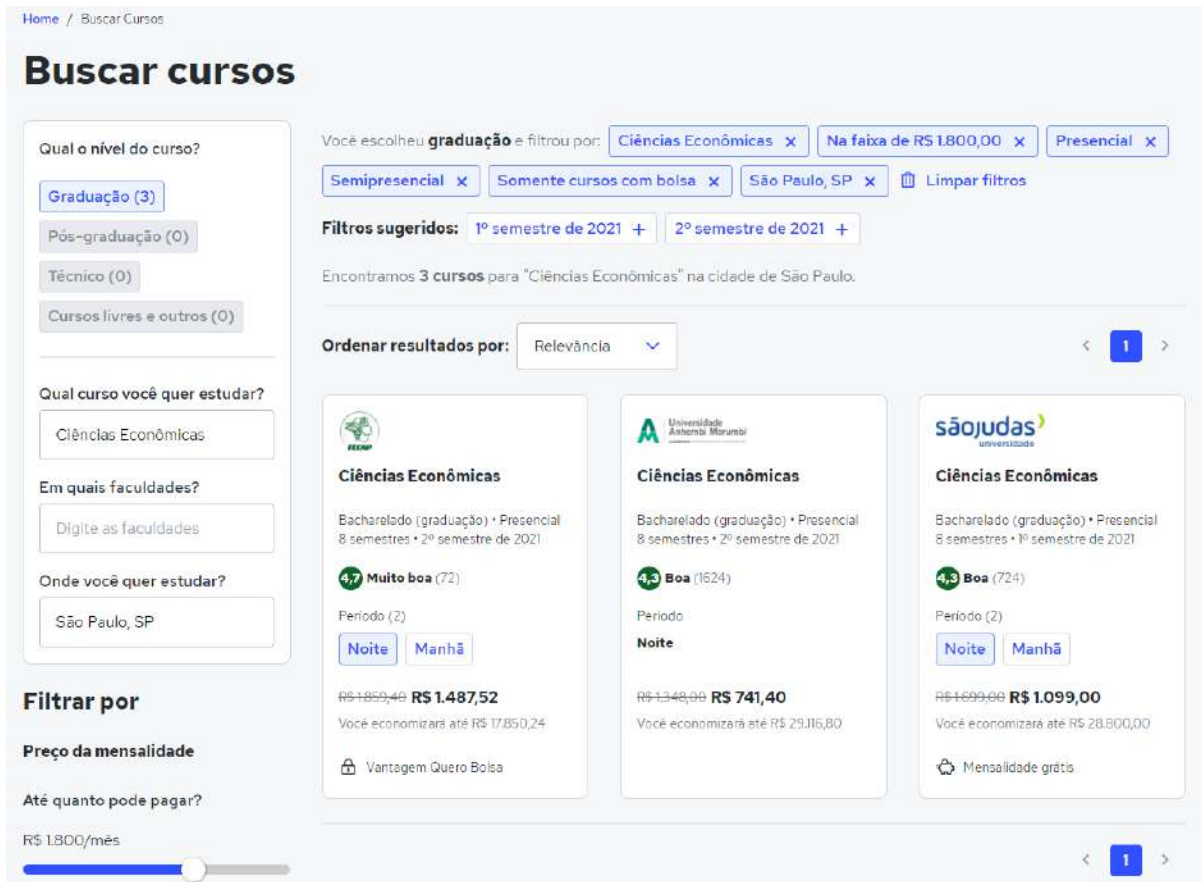 Home / Buscar Cursos
Buscar cursos
Qual o nível do curso?
Graduação (3)
Pós-graduação (0)
Técnico (0)
Cursos livres e outros (0)
Qual curso você quer estudar?
Ciências Econômicas
Em quais faculdades?
Digite as faculdades
Onde você quer estudar?
São Paulo, SP
Filtrar por
Preço da mensalidade
Até quanto pode pagar?
R$ 1.800/mês
Você escolheu graduação e filtrou por: Ciências Econômicas × Na faixa de R$ 1.800,00 × Presencial ×
Semipresencial × Somente cursos com bolsa × São Paulo, SP × Limpar filtros
Filtros sugeridos: 1º semestre de 2021 + 2º semestre de 2021 +
Encontramos 3 cursos para "Ciências Econômicas" na cidade de São Paulo.
Ordenar resultados por: Relevância
< 1 >
FECAP
Ciências Econômicas
Bacharelado (graduação) • Presencial
8 semestres • 2º semestre de 2021
4,7 Muito boa (72)
Período (2)
Noite Manhã
R$ 1.859,40 R$ 1.487,52
Você economizará até R$ 17.850,24
Vantagem Quero Bolsa
Universidade
Anhembi Morumbi
Ciências Econômicas
Bacharelado (graduação) • Presencial
8 semestres • 2º semestre de 2021
4,3 Boa (1624)
Período
Noite
R$ 1.348,00 R$ 741,40
Você economizará até R$ 29.116,80
sãojudas
universidade
Ciências Econômicas
Bacharelado (graduação) • Presencial
8 semestres • 1º semestre de 2021
4,3 Boa (724)
Período (2)
Noite Manhã
R$ 1.699,00 R$ 1.099,00
Você economizará até R$ 28.800,00
Mensalidade grátis
< 1 >